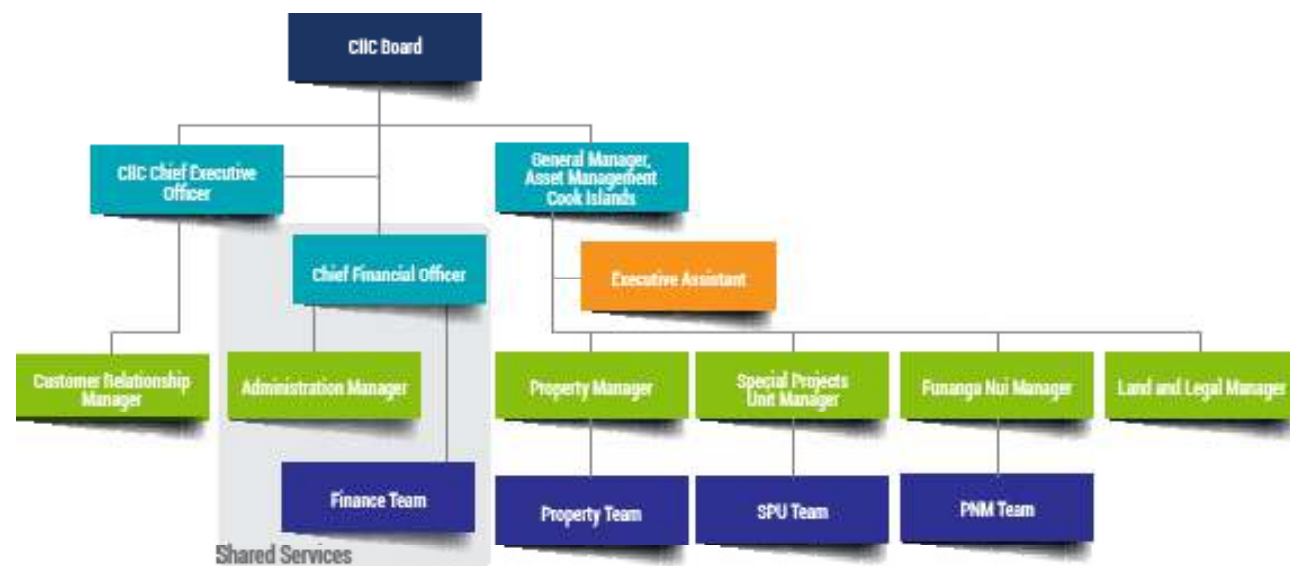 CIIC Board
CIIC Chief Executive
Officer
General Manager,
Asset Management
Cook Islands
Chief Financial Officer
Executive Assistant
Customer Relationship
Manager
Administration Manager
Property Manager
Special Projects
Unit Manager
Punanga Nui Manager
Land and Legal Manager
Finance Team
Property Team
SPU Team
PNM Team
Shared Services